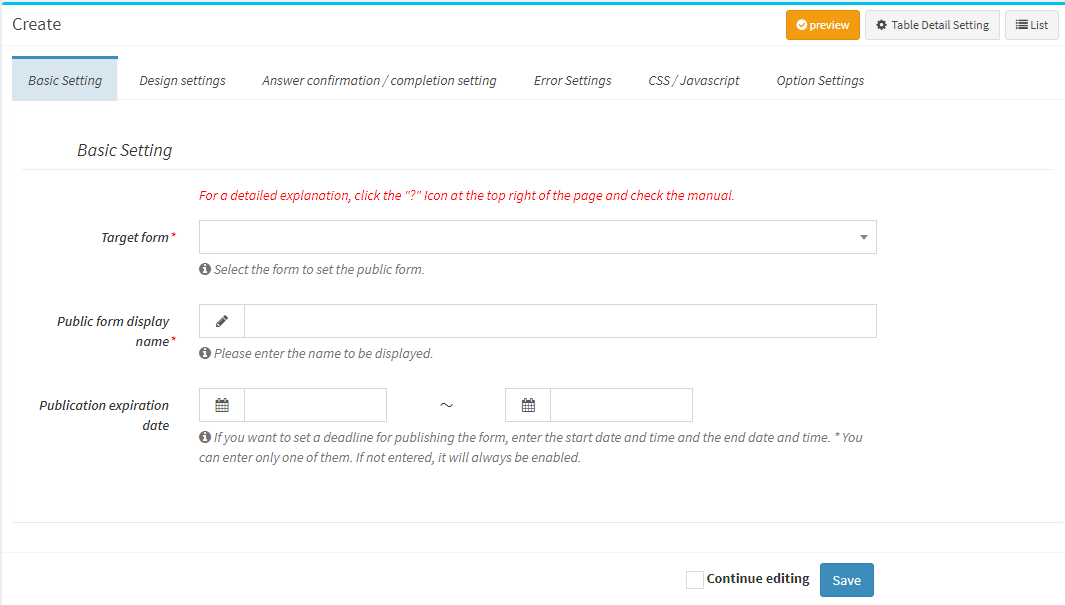 Create
preview
Table Detail Setting
List
Basic Setting
Design settings
Answer confirmation / completion setting
Error Settings
CSS / Javascript
Option Settings
Basic Setting
For a detailed explanation, click the "?" Icon at the top right of the page and check the manual.
Target form*
Select the form to set the public form.
Public form display
name*
Please enter the name to be displayed.
Publication expiration
date
~
If you want to set a deadline for publishing the form, enter the start date and time and the end date and time. * You
can enter only one of them. If not entered, it will always be enabled.
Continue editing
Save